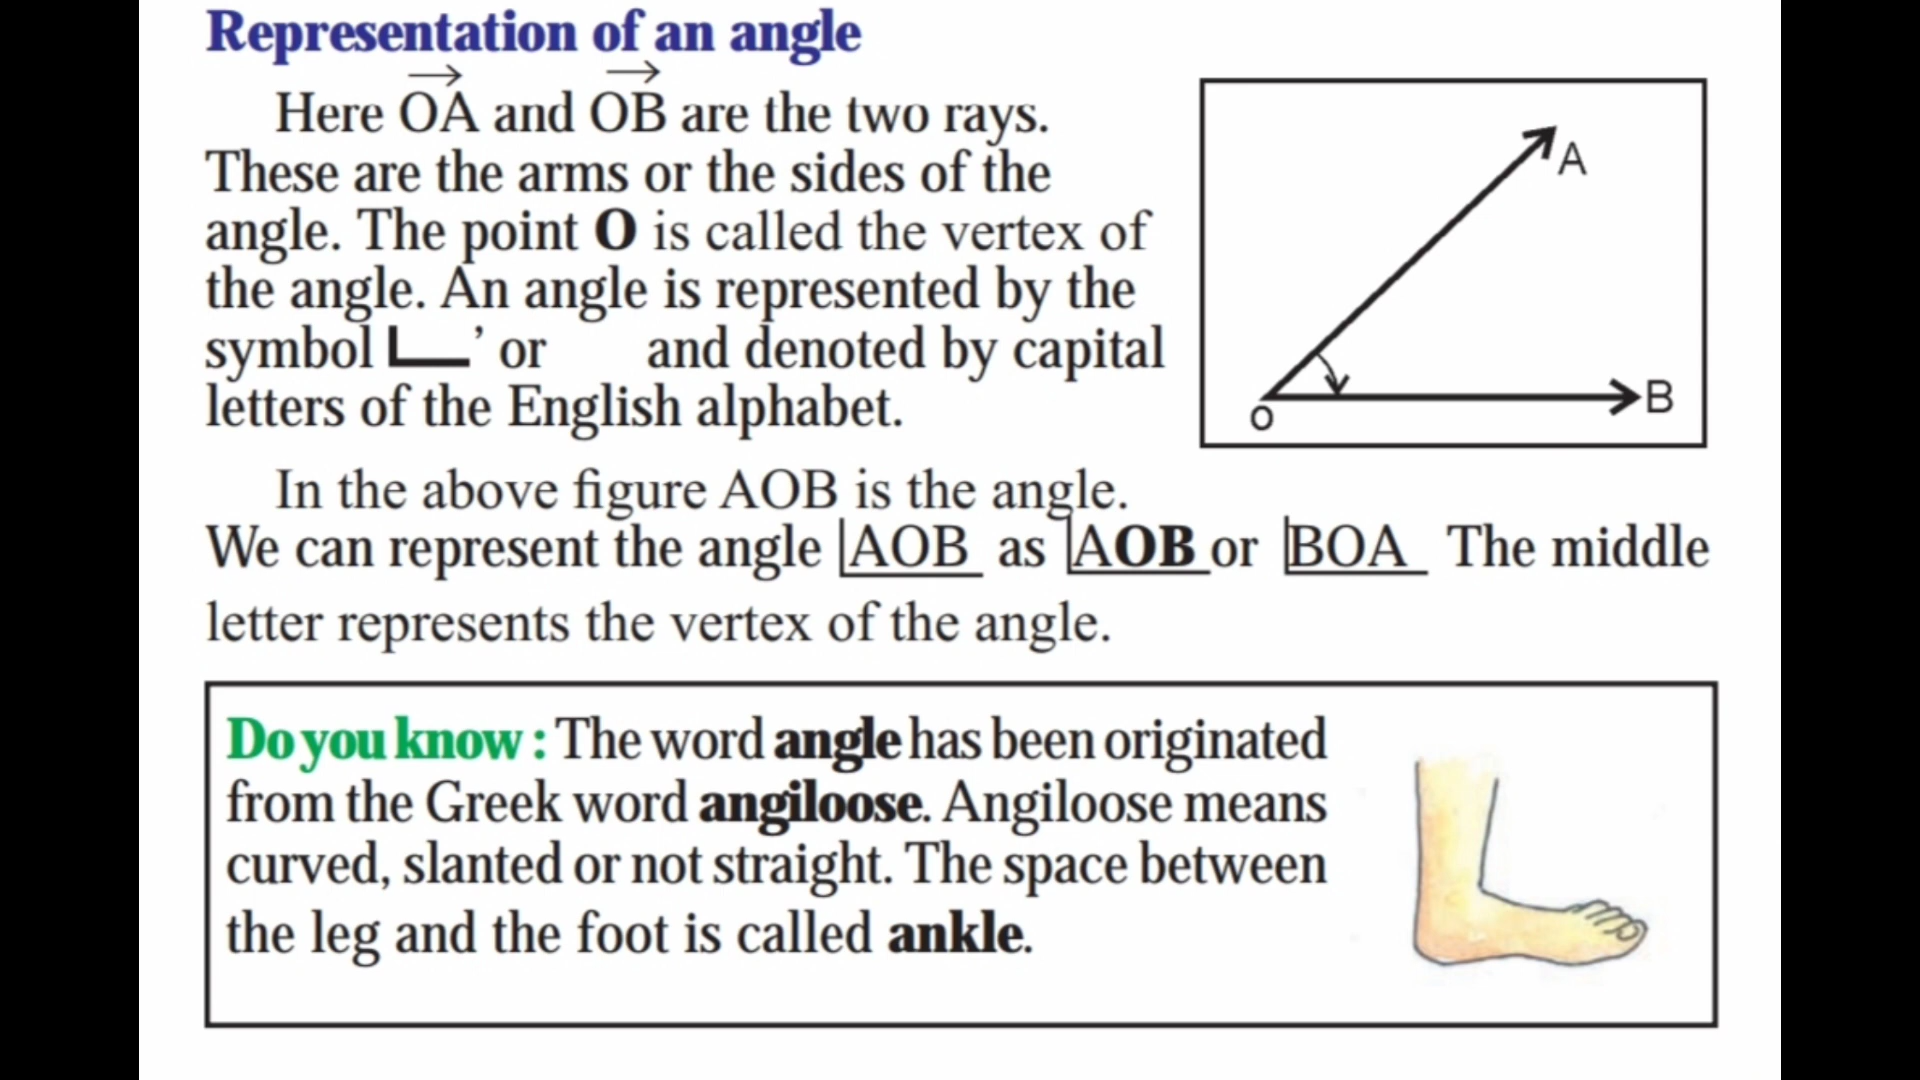 Representation of an angle
Here OA and OB are the two rays.
These are the arms or the sides of the
angle. The point O is called the vertex of
the angle. An angle is represented by the
symbol ∟’ or and denoted by capital
letters of the English alphabet.
A
B
O
In the above figure AOB is the angle.
We can represent the angle AOB as AOB or BOA The middle
letter represents the vertex of the angle.
Do you know : The word angle has been originated
from the Greek word angiloose. Angiloose means
curved, slanted or not straight. The space between
the leg and the foot is called ankle.